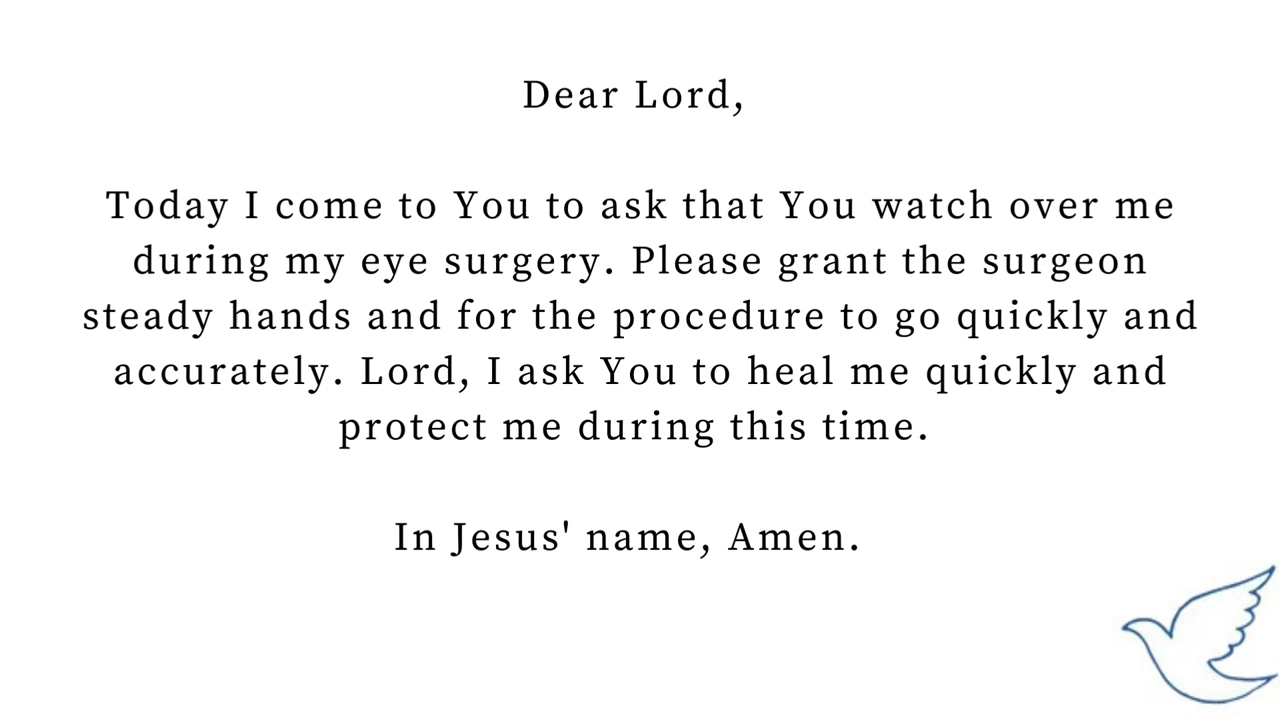 Dear Lord,
Today I come to You to ask that You watch over me
during my eye surgery. Please grant the surgeon
steady hands and for the procedure to go quickly and
accurately. Lord, I ask You to heal me quickly and
protect me during this time.
In Jesus' name, Amen.